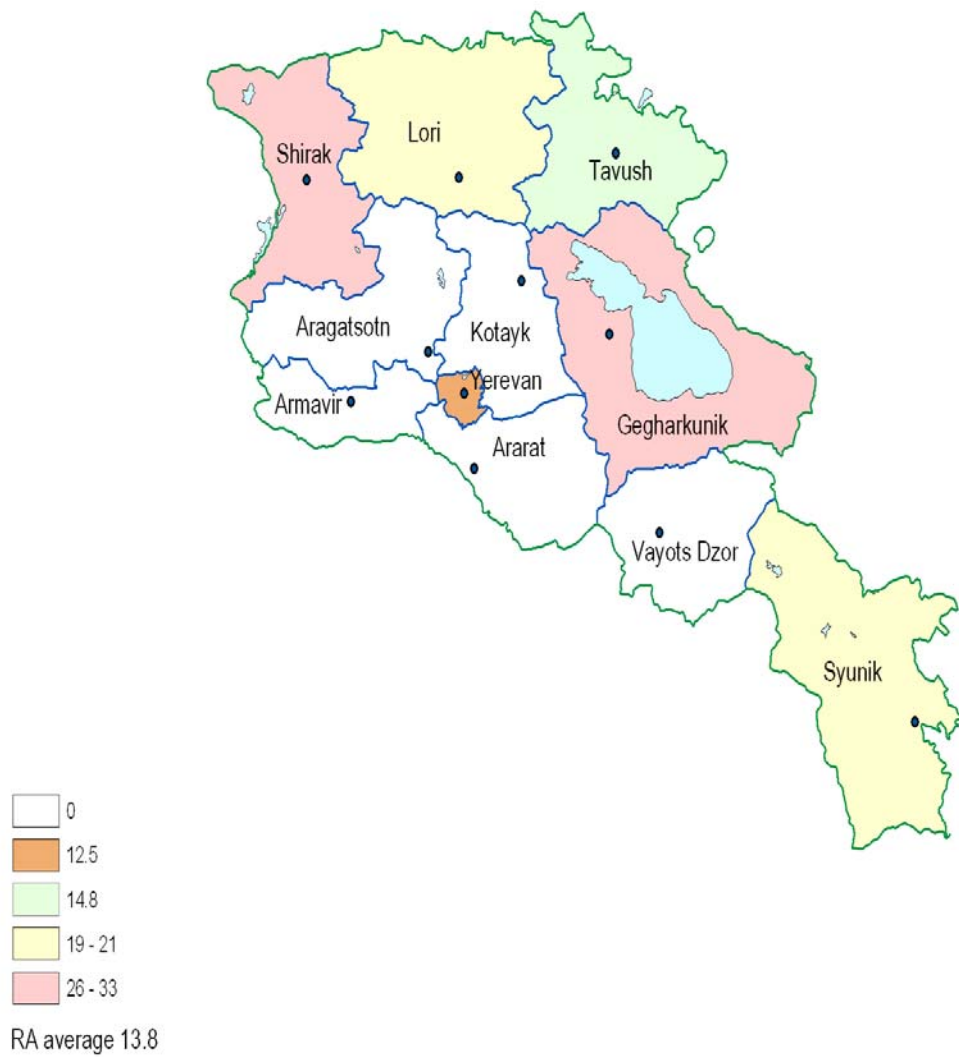 Lori
Shirak
Tavush
Aragatsotn
Kotayk
Yerevan
Armavir
Gegharkunik
Ararat
Vayots Dzor
Syunik
0
12.5
14.8
19 - 21
26 - 33
RA average 13.8